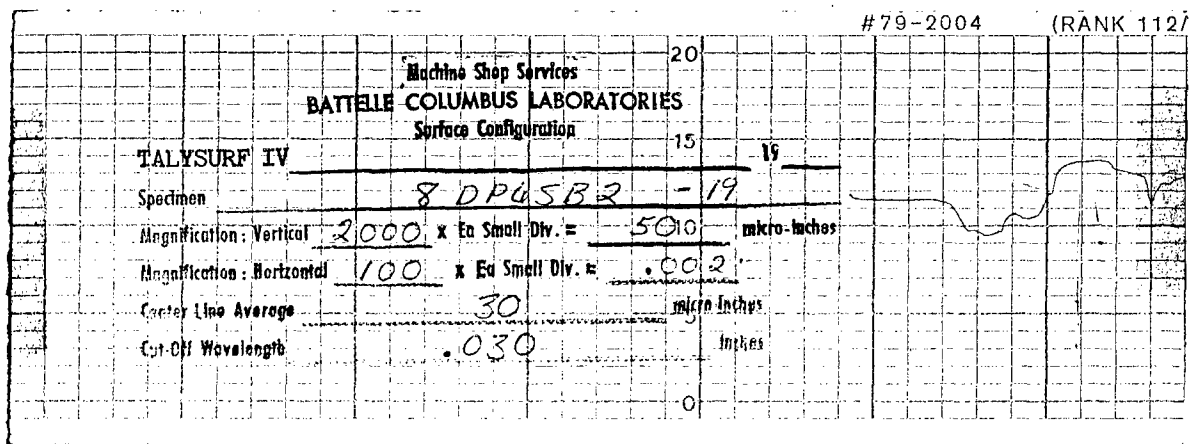 #79-2004 (RANK 112/
20
Machine Shop Services
BATTELLE COLUMBUS LABORATORIES
Surface Configuration
15
TALYSURF IV 19
Specimen 8 DP45B2 - 19
Magnification: Vertical 2000 x Ea Small Div. = 50 10 micro-inches
Magnification: Horizontal 100 x Ea Small Div. = .002
Center Line Average 30 micro Inches
5
Cut-Off Wavelength .030 Inches
0